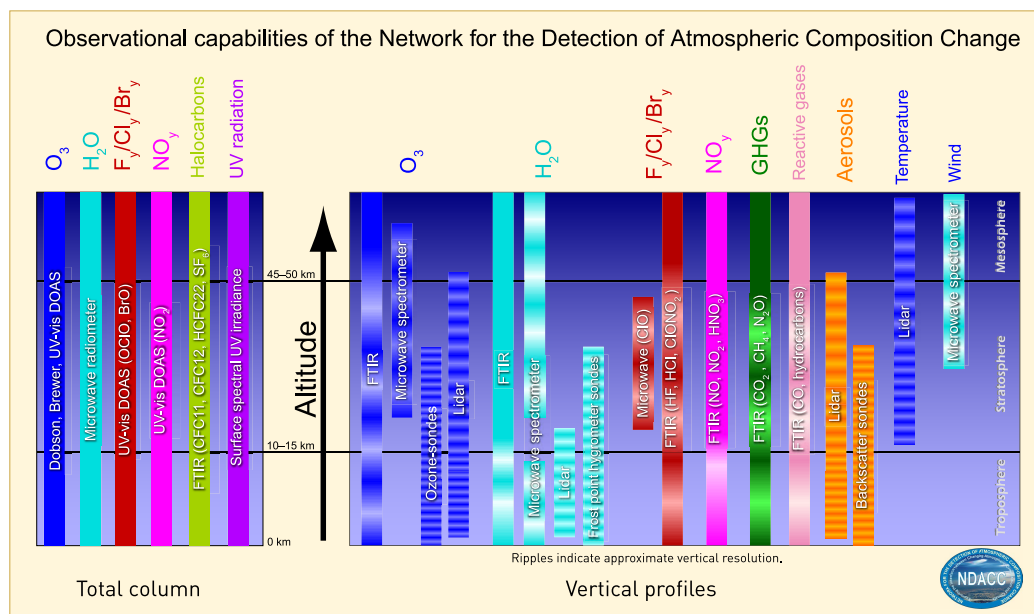 Observational capabilities of the Network for the Detection of Atmospheric Composition Change
O3
H2O
Fy/Cly/Bry
NOy
Halocarbons
UV radiation
O3
H2O
Fy/Cly/Bry
NOy
GHGs
Reactive gases
Aerosols
Temperature
Wind
Dobson, Brewer, UV-vis DOAS
Microwave radiometer
UV-vis DOAS (OClO, BrO)
UV-vis DOAS (NO2)
FTIR (CFC11, CFC12, HCFC22, SF6)
Surface spectral UV irradiance
45–50 km
10–15 km
0 km
Altitude
FTIR
Microwave spectrometer
Ozone-sondes
Lidar
FTIR
Microwave spectrometer
Lidar
Frost point hygrometer sondes
Microwave (ClO)
FTIR (HF, HCl, ClONO2)
FTIR (NO, NO2, HNO3)
FTIR (CO2, CH4, N2O)
FTIR (CO, hydrocarbons)
Lidar
Backscatter sondes
Lidar
Microwave spectrometer
Mesosphere
Stratosphere
Troposphere
Ripples indicate approximate vertical resolution.
Total column
Vertical profiles
NDACC